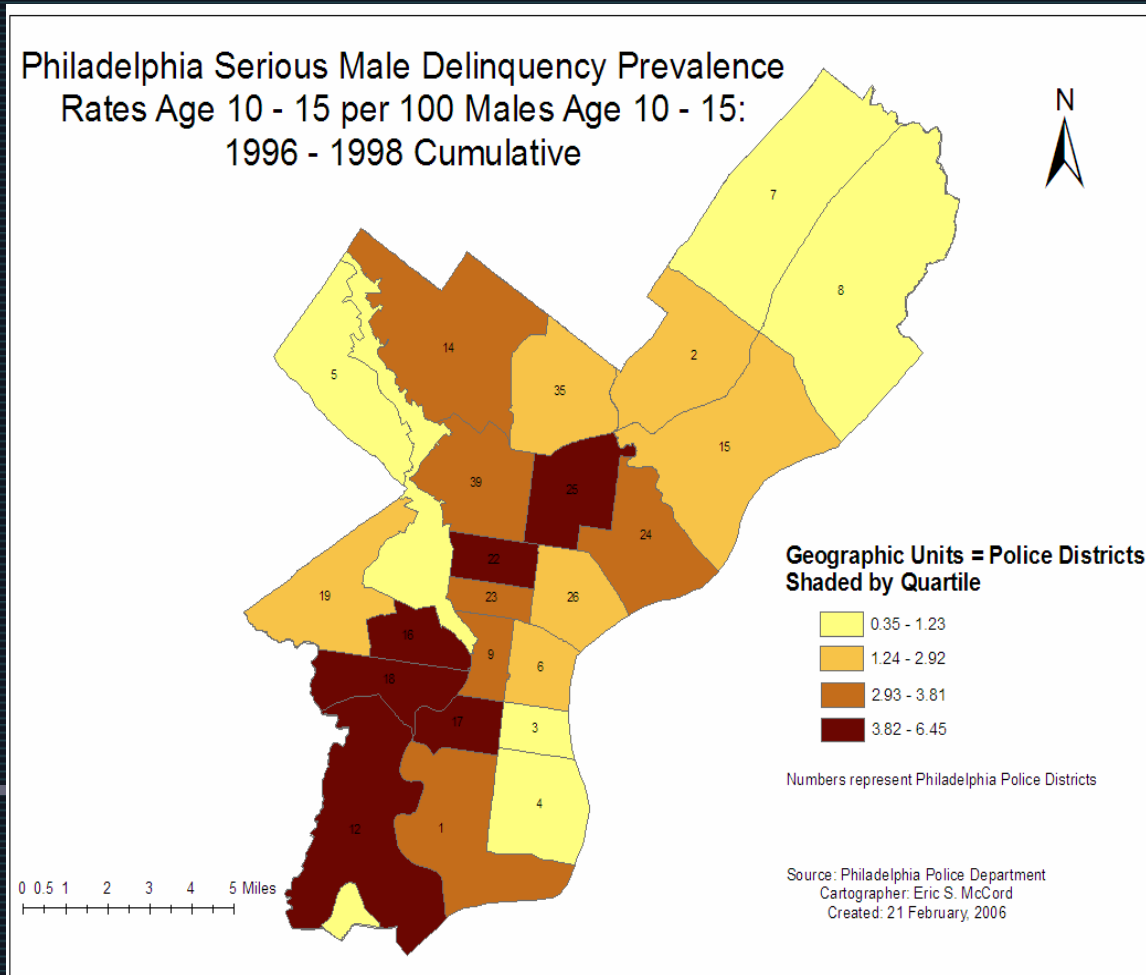 Philadelphia Serious Male Delinquency Prevalence
Rates Age 10 - 15 per 100 Males Age 10 - 15:
1996 - 1998 Cumulative
N
7
8
14
2
5
35
15
39
25
24
22
19
23
26
16
9
6
18
17
3
4
12
1
Geographic Units = Police Districts
Shaded by Quartile
0.35 - 1.23
1.24 - 2.92
2.93 - 3.81
3.82 - 6.45
Numbers represent Philadelphia Police Districts
0 0.5 1 2 3 4 5 Miles
Source: Philadelphia Police Department
Cartographer: Eric S. McCord
Created: 21 February, 2006